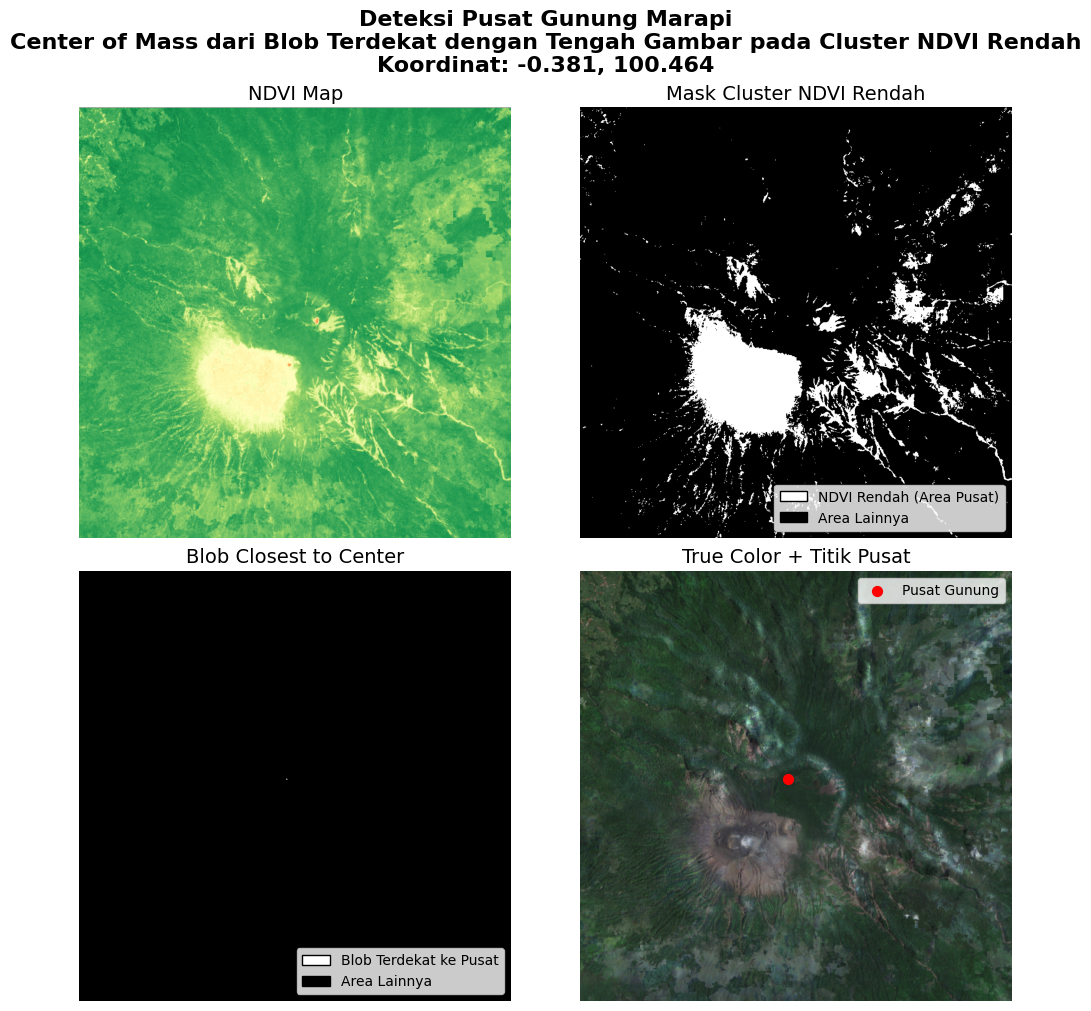 Deteksi Pusat Gunung Marapi
Center of Mass dari Blob Terdekat dengan Tengah Gambar pada Cluster NDVI Rendah
Koordinat: -0.381, 100.464
NDVI Map
Mask Cluster NDVI Rendah
NDVI Rendah (Area Pusat)
Area Lainnya
Blob Closest to Center
True Color + Titik Pusat
Pusat Gunung
Blob Terdekat ke Pusat
Area Lainnya